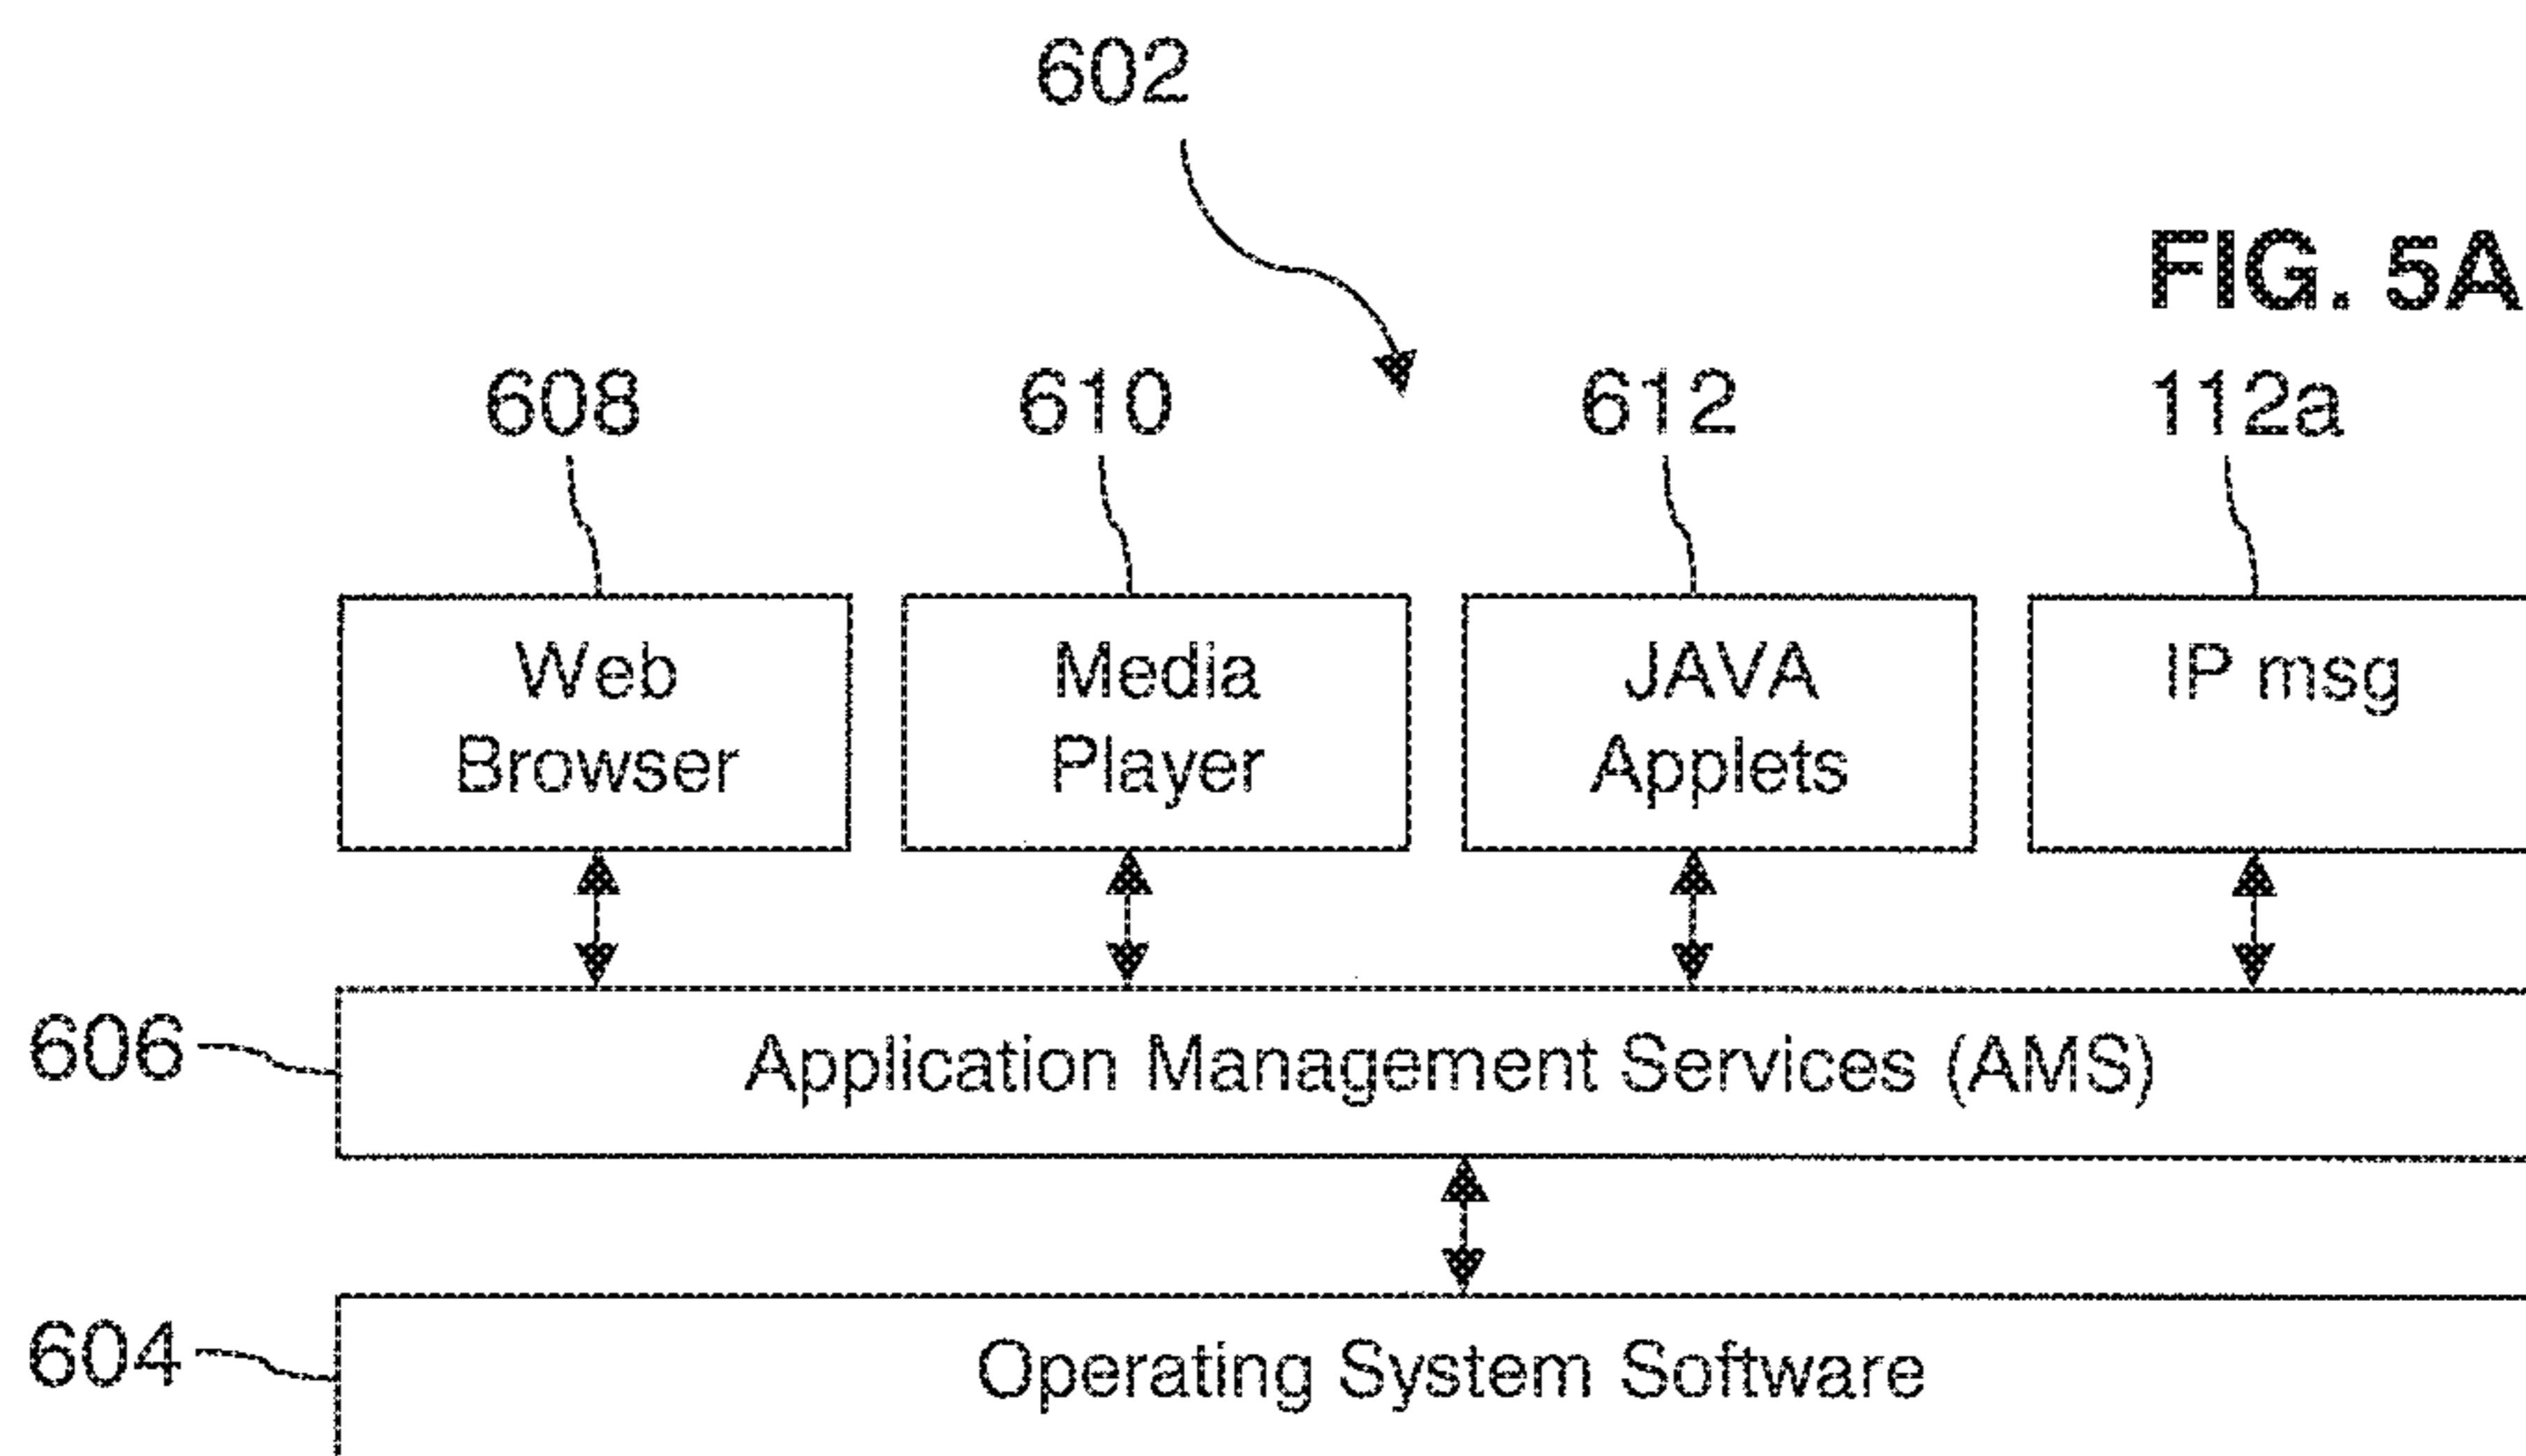 602
FIG. 5A
608
610
612
112a
Web
Browser
Media
Player
JAVA
Applets
IP msg
606
Application Management Services (AMS)
604
Operating System Software